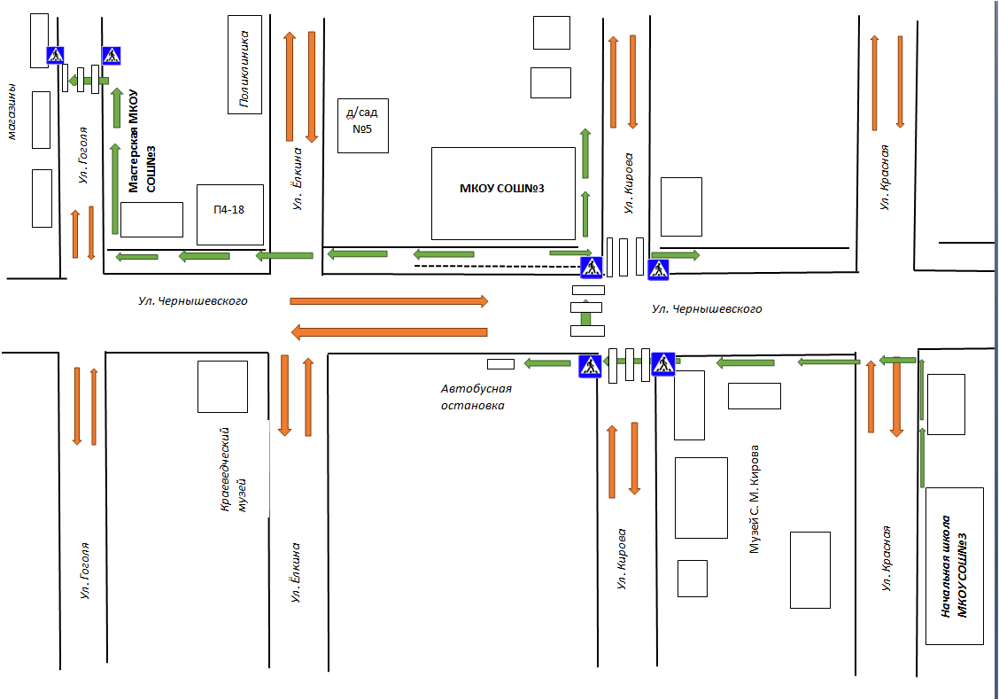 магазины
Ул. Гоголя
Мастерская МКОУ
СОШ№3
Поликлиника
П4-18
Ул. Ёлкина
д/сад
№5
МКОУ СОШ№3
Ул. Кирова
Ул. Красная
Ул. Чернышевского
Ул. Чернышевского
Автобусная
остановка
Краеведческий
музей
Ул. Гоголя
Ул. Ёлкина
Ул. Кирова
Музей С. М. Кирова
Ул. Красная
Начальная школа
МКОУ СОШ№3